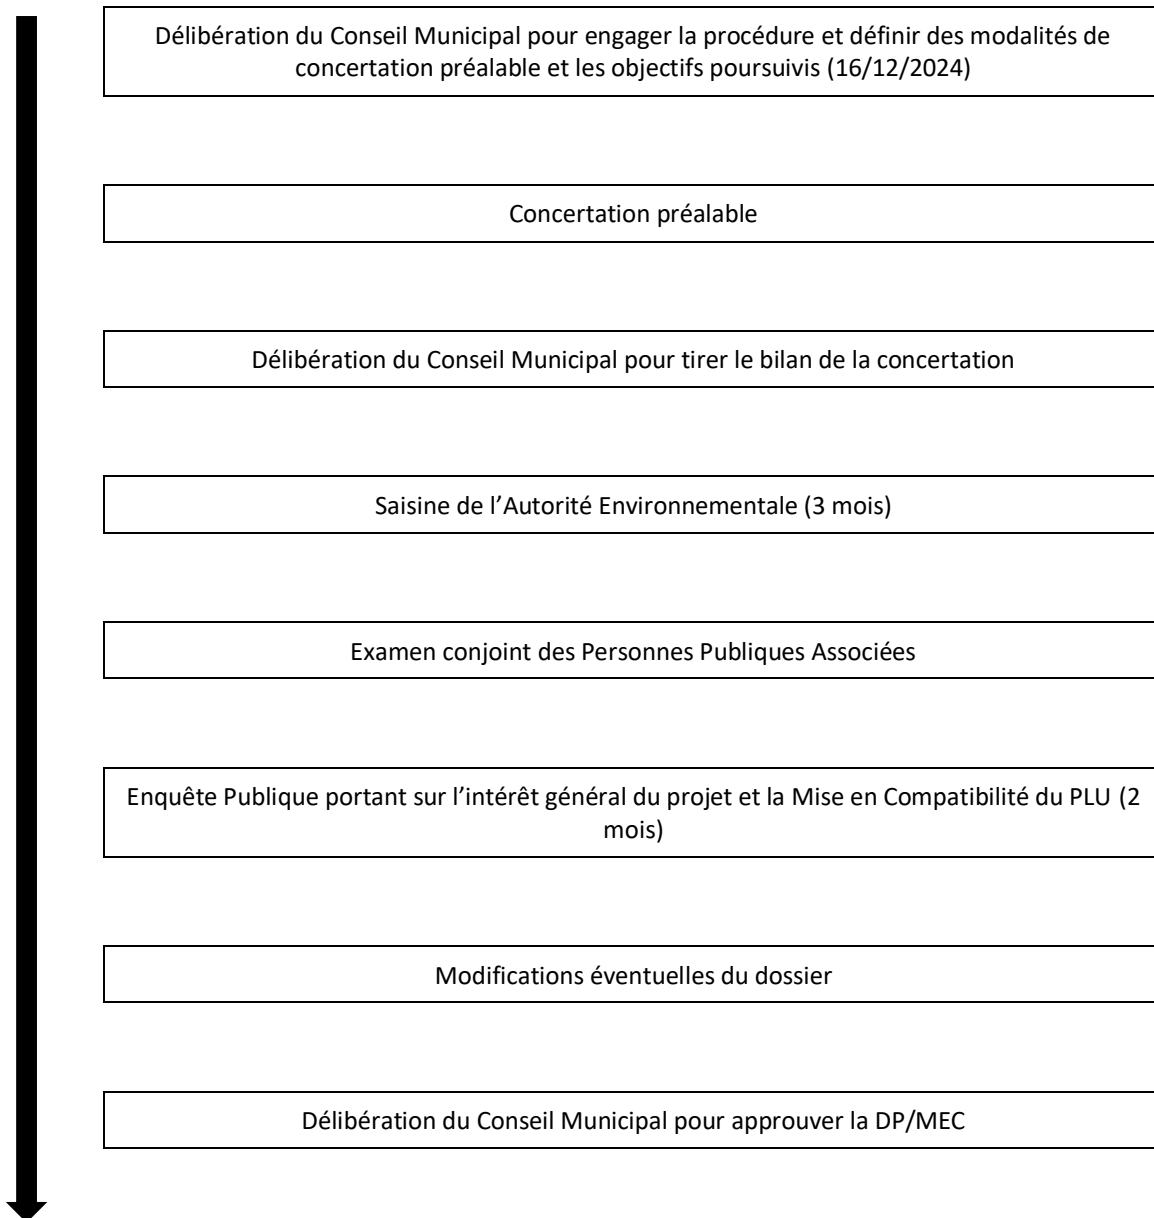 Délibération du Conseil Municipal pour engager la procédure et définir des modalités de
concertation préalable et les objectifs poursuivis (16/12/2024)
Concertation préalable
Délibération du Conseil Municipal pour tirer le bilan de la concertation
Saisine de l’Autorité Environnementale (3 mois)
Examen conjoint des Personnes Publiques Associées
Enquête Publique portant sur l’intérêt général du projet et la Mise en Compatibilité du PLU (2
mois)
Modifications éventuelles du dossier
Délibération du Conseil Municipal pour approuver la DP/MEC